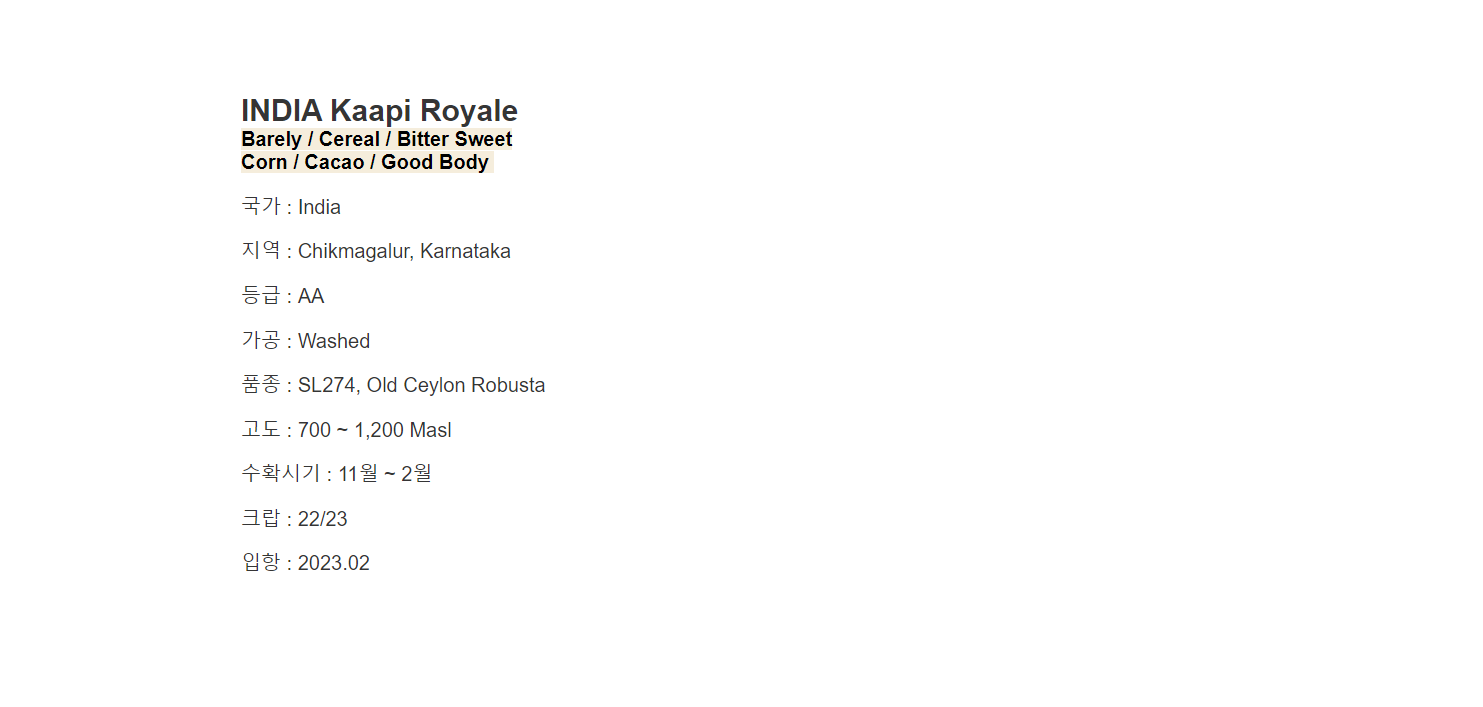 INDIA Kaapi Royale
Barely / Cereal / Bitter Sweet
Corn / Cacao / Good Body
국가 : India
지역 : Chikmagalur, Karnataka
등급 : AA
가공 : Washed
품종 : SL274, Old Ceylon Robusta
고도 : 700 ~ 1,200 Masl
수확시기 : 11월 ~ 2월
크랍 : 22/23
입항 : 2023.02